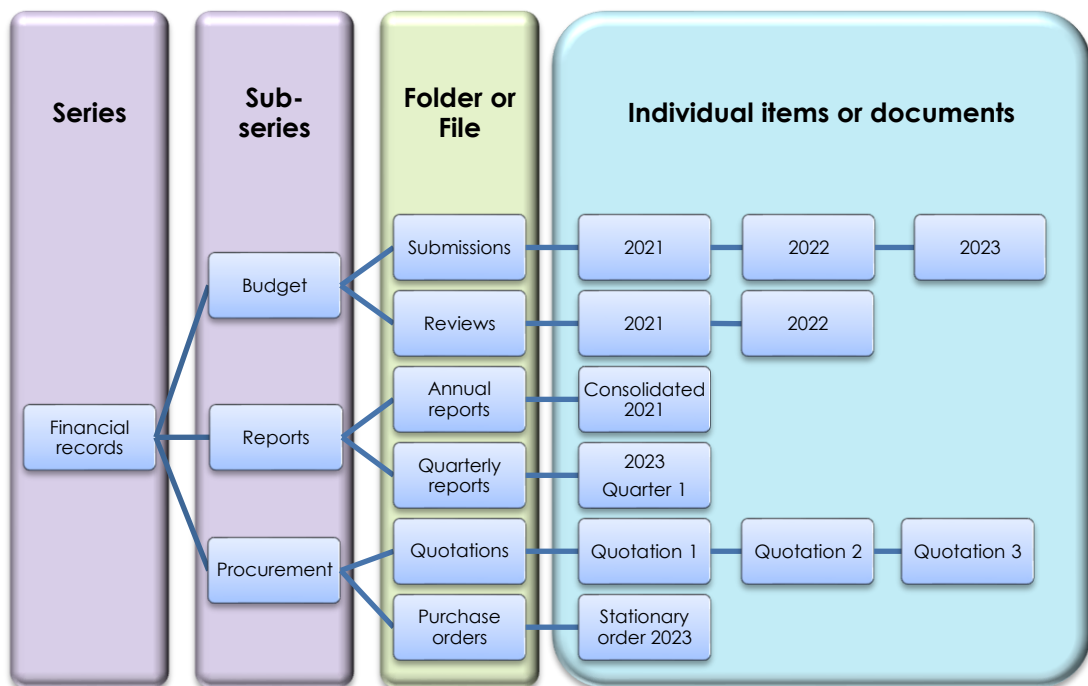 Series
Sub-
series
Folder or
File
Individual items or documents
Submissions
2021
2022
2023
Budget
Reviews
2021
2022
Annual
reports
Consolidated
2021
Financial
records
Reports
Quarterly
reports
2023
Quarter 1
Quotations
Quotation 1
Quotation 2
Quotation 3
Procurement
Purchase
orders
Stationary
order 2023